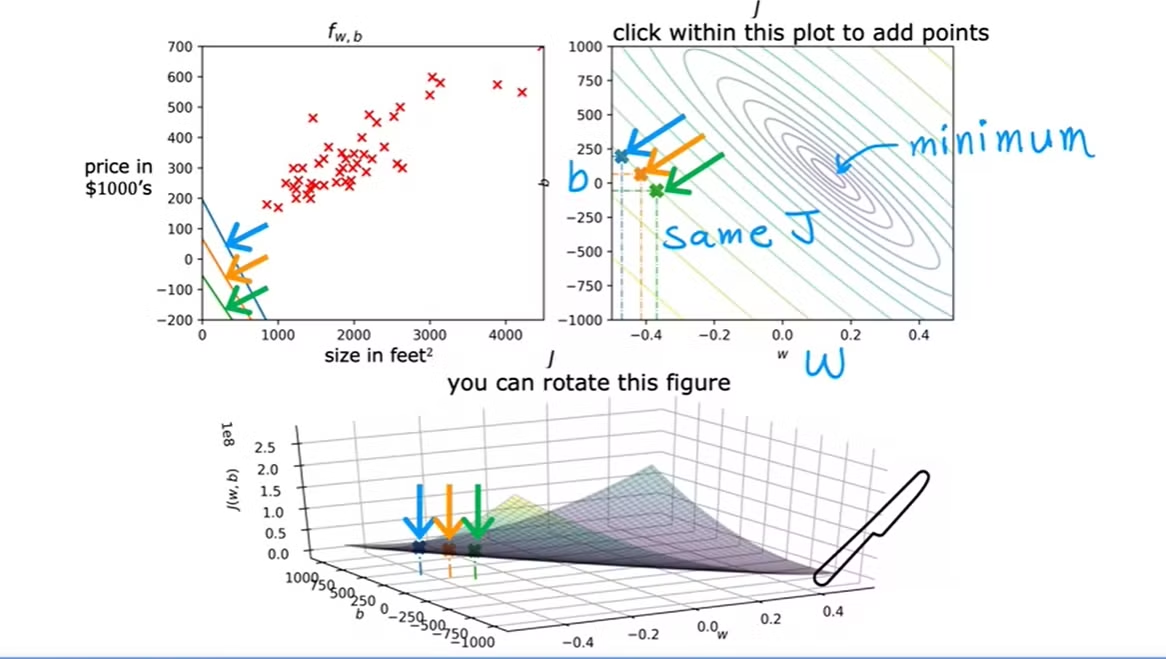 J
f w, b
click within this plot to add points
700
600
500
400
300
200
100
0
−100
−200
price in
$1000's
0 1000 2000 3000 4000
size in feet²
1000
750
500
250
0
−250
−500
−750
−1000
b
b
minimum
same J
−0.4 −0.2 0.0 0.2 0.4
w
W
J
you can rotate this figure
1e8
J(w,b)
2.5
2.0
1.5
1.0
0.5
0.0
1000
750
500
250
0
−250
−500
−750
−1000
b
−0.4 −0.2 0.0 0.2 0.4
w